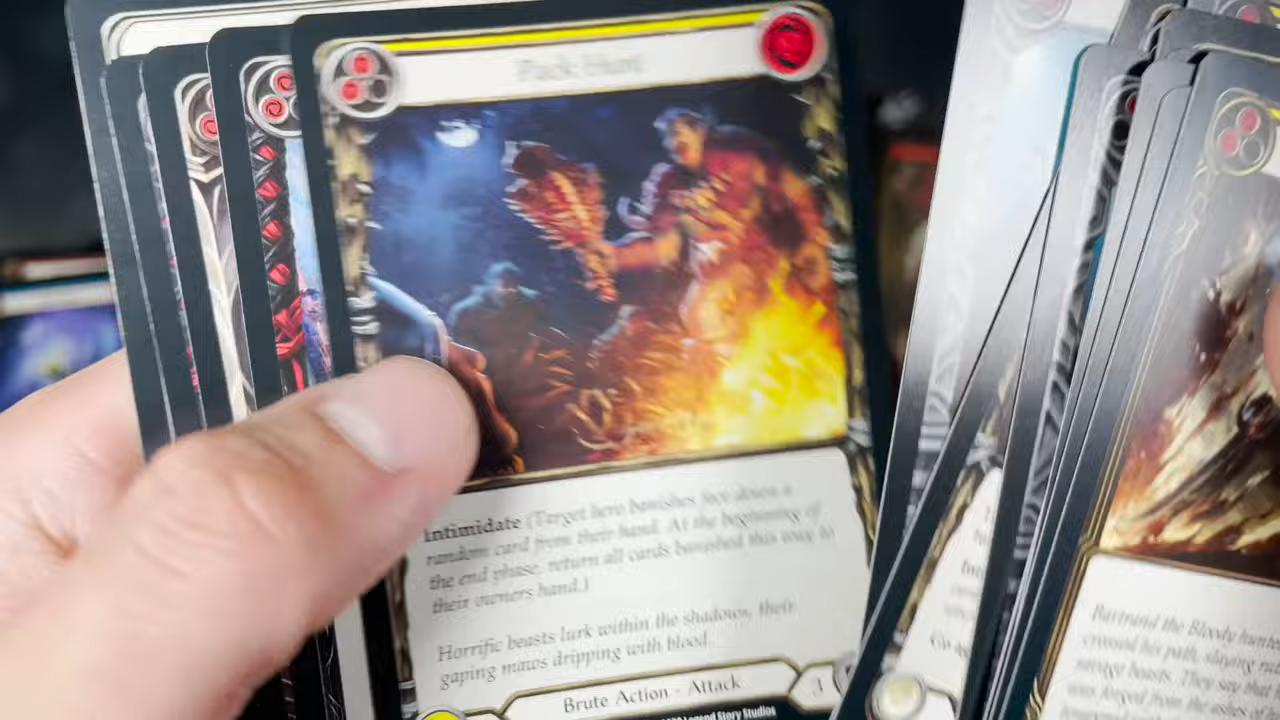 Pack Hunt
Intimidate (Target hero banishes face down a
random card from their hand. At the beginning of
the end phase, return all cards banished this way to
their owners hand.)
Horrific beasts lurk within the shadows, their
gaping maws dripping with blood.
Brute Action - Attack
3
Legend Story Studios
Bartrand the Bloody hunted
crossed his path, slaying
savage beasts. They say that
was forged from the ashes of